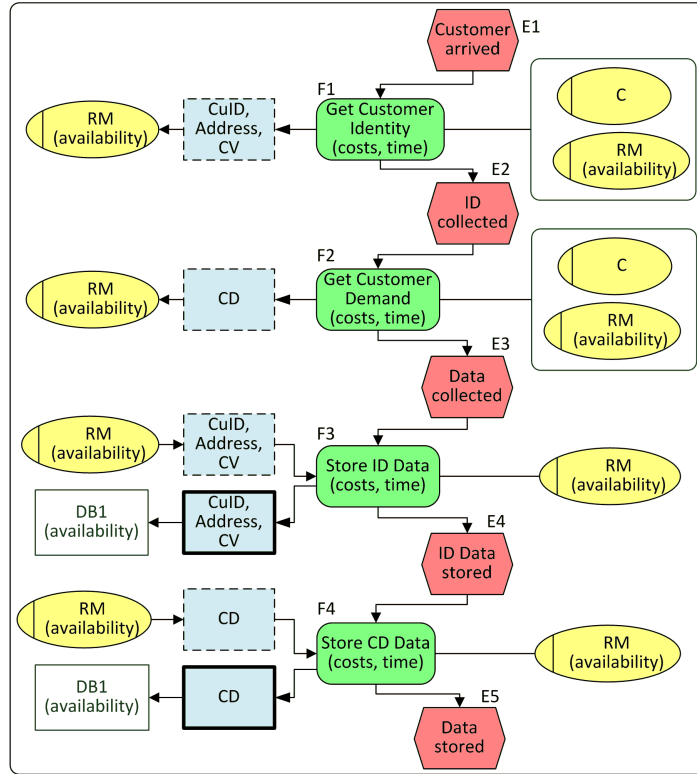 Customer
arrived
E1
F1
RM
(availability)
CuID,
Address,
CV
Get Customer
Identity
(costs, time)
C
RM
(availability)
E2
ID
collected
F2
RM
(availability)
CD
Get Customer
Demand
(costs, time)
C
RM
(availability)
E3
Data
collected
RM
(availability)
CuID,
Address,
CV
F3
Store ID Data
(costs, time)
RM
(availability)
DB1
(availability)
CuID,
Address,
CV
E4
ID Data
stored
RM
(availability)
CD
F4
Store CD Data
(costs, time)
RM
(availability)
DB1
(availability)
CD
E5
Data
stored